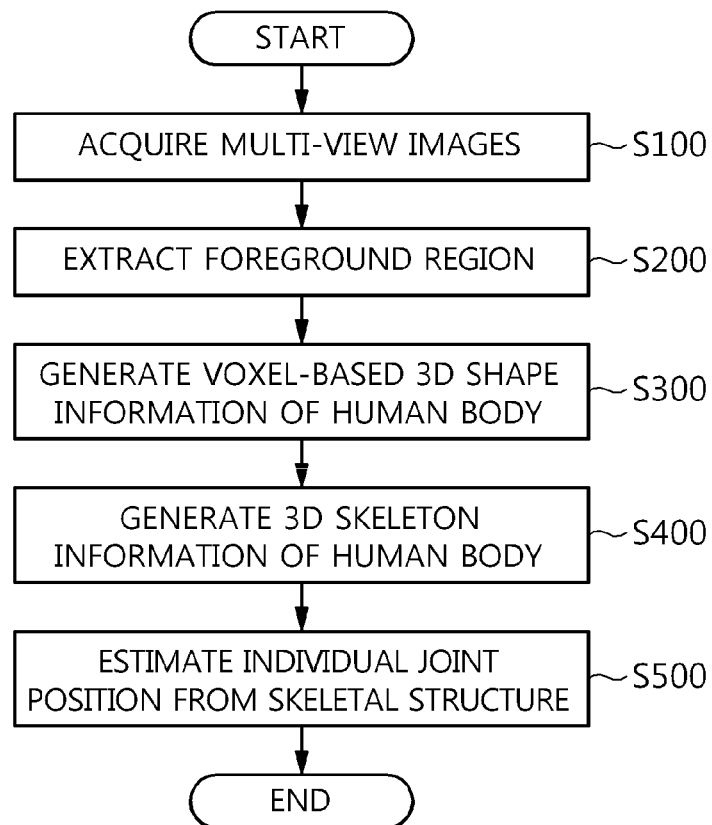 START
ACQUIRE MULTI-VIEW IMAGES
S100
EXTRACT FOREGROUND REGION
S200
GENERATE VOXEL-BASED 3D SHAPE
INFORMATION OF HUMAN BODY
S300
GENERATE 3D SKELETON
INFORMATION OF HUMAN BODY
S400
ESTIMATE INDIVIDUAL JOINT
POSITION FROM SKELETAL STRUCTURE
S500
END